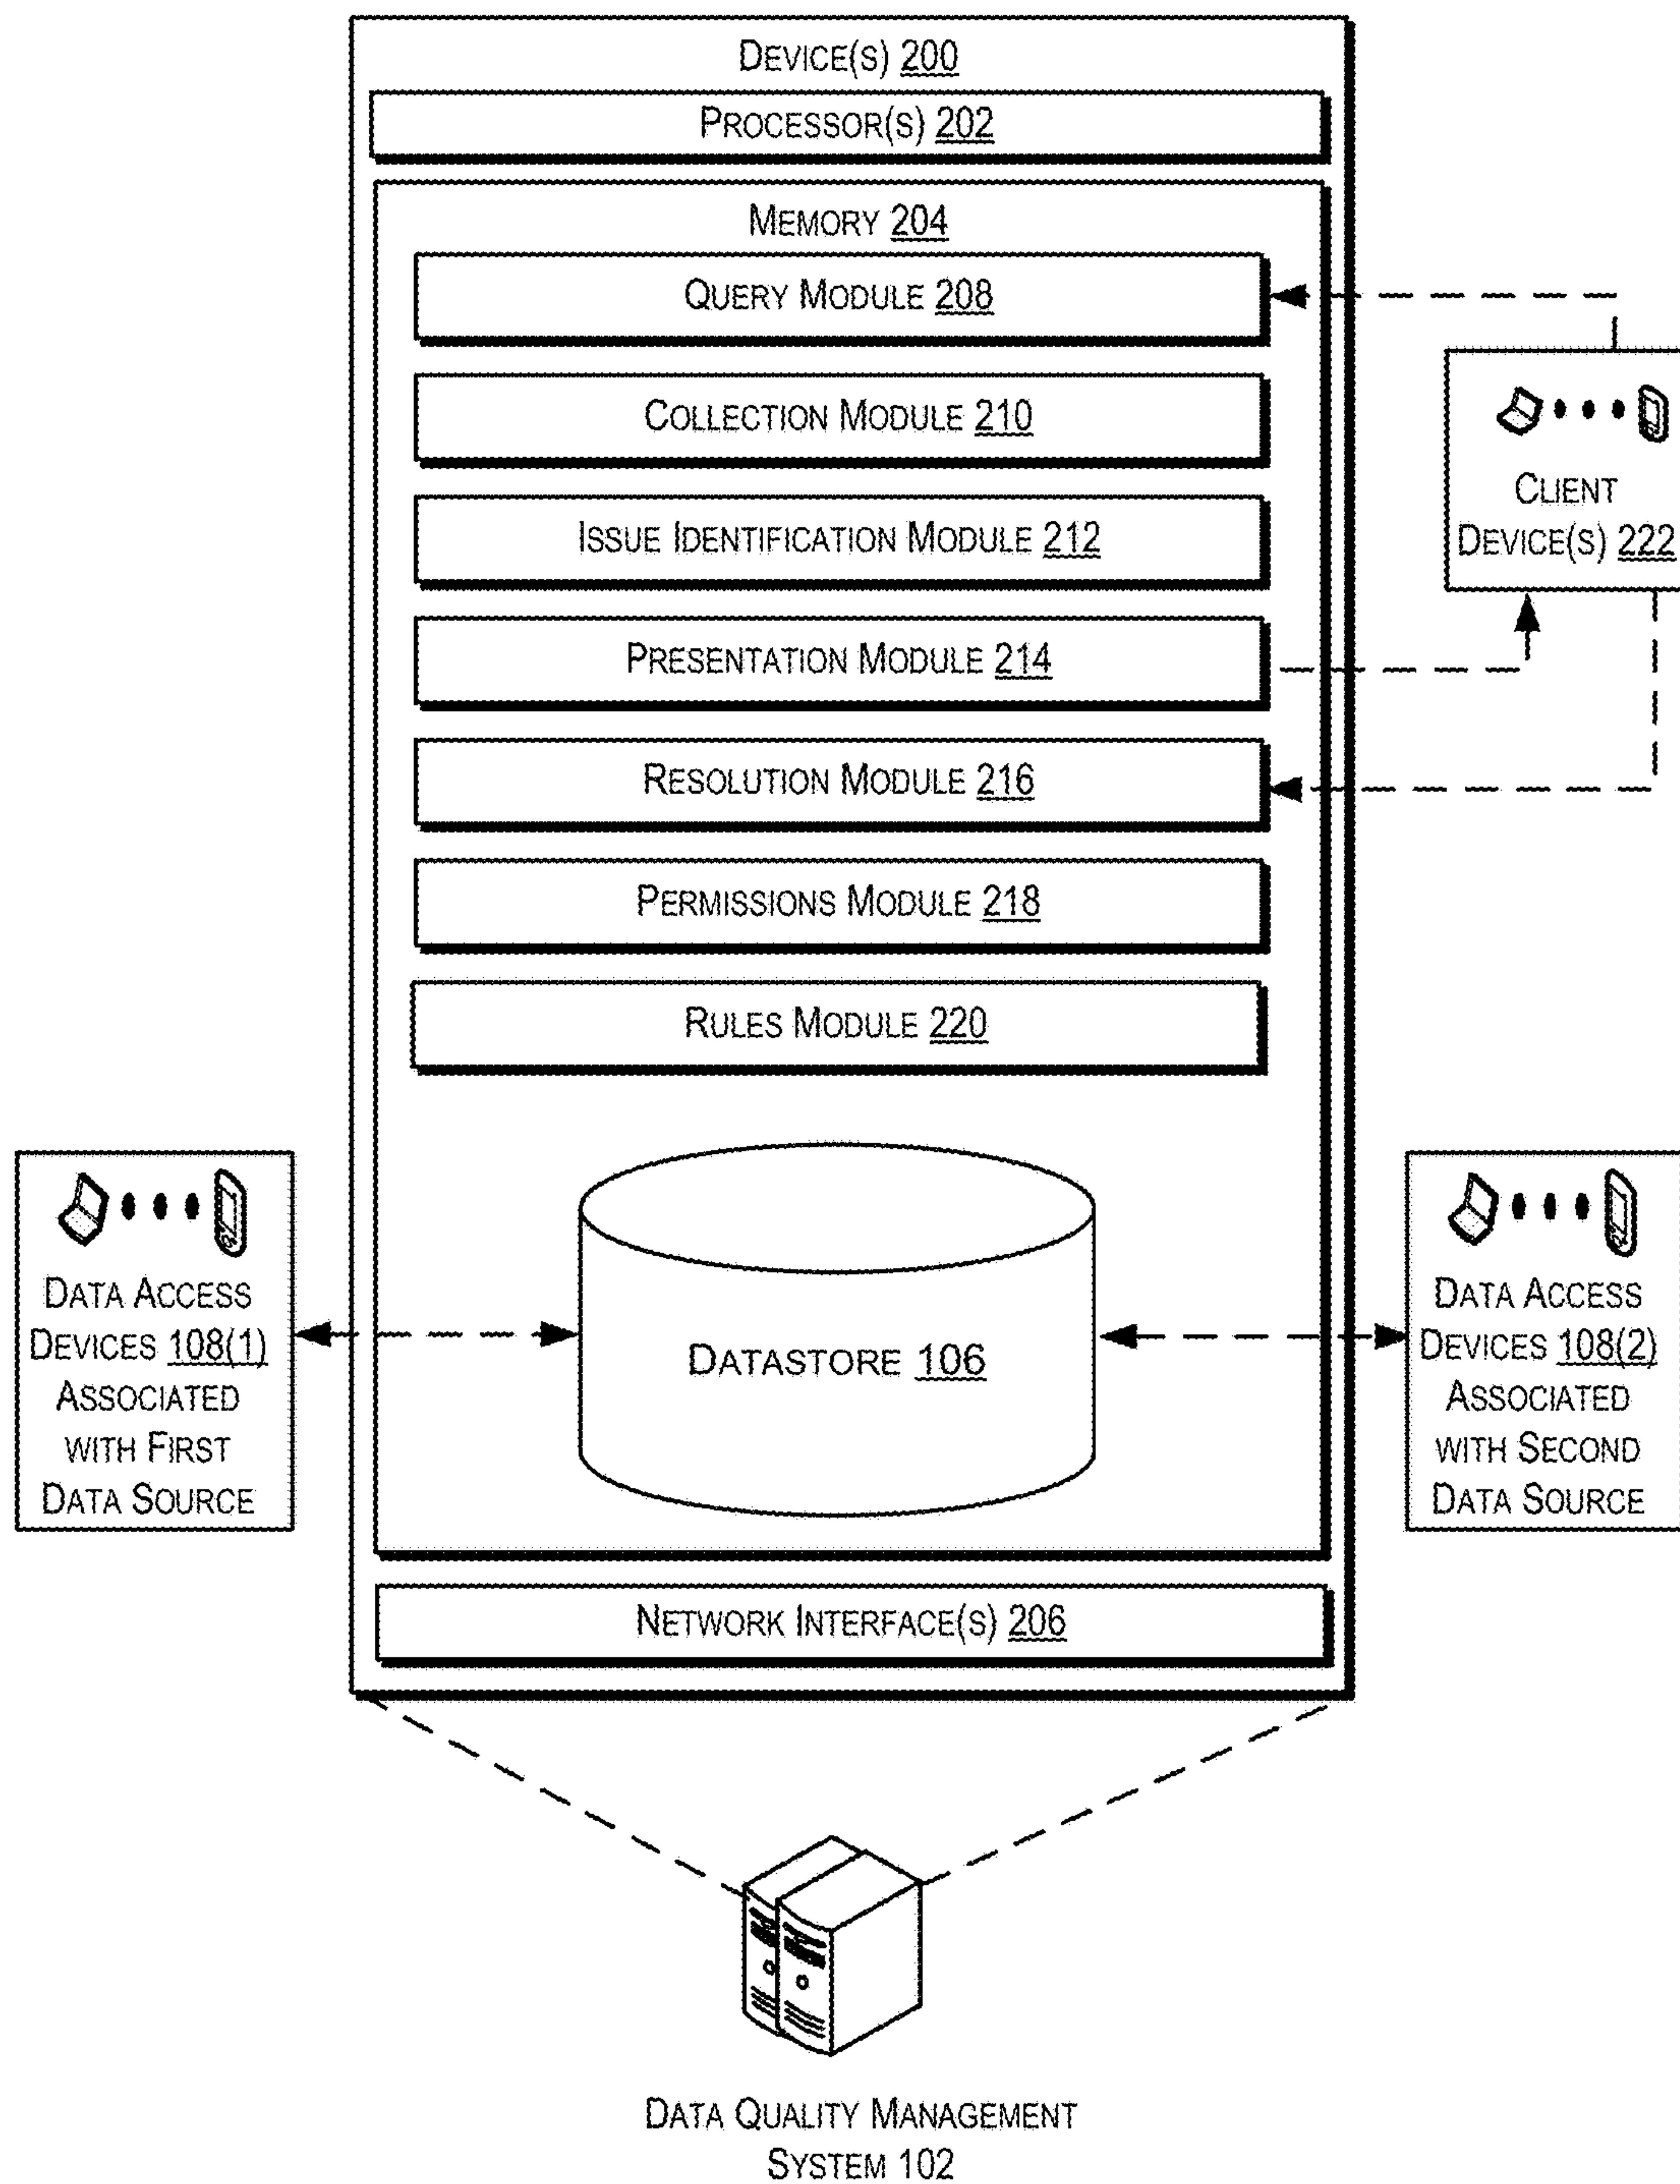 DEVICE(S) 200
PROCESSOR(S) 202
MEMORY 204
QUERY MODULE 208
COLLECTION MODULE 210
ISSUE IDENTIFICATION MODULE 212
PRESENTATION MODULE 214
RESOLUTION MODULE 216
PERMISSIONS MODULE 218
RULES MODULE 220
CLIENT
DEVICE(S) 222
DATA ACCESS
DEVICES 108(1)
ASSOCIATED
WITH FIRST
DATA SOURCE
DATASTORE 106
DATA ACCESS
DEVICES 108(2)
ASSOCIATED
WITH SECOND
DATA SOURCE
NETWORK INTERFACE(S) 206
DATA QUALITY MANAGEMENT
SYSTEM 102